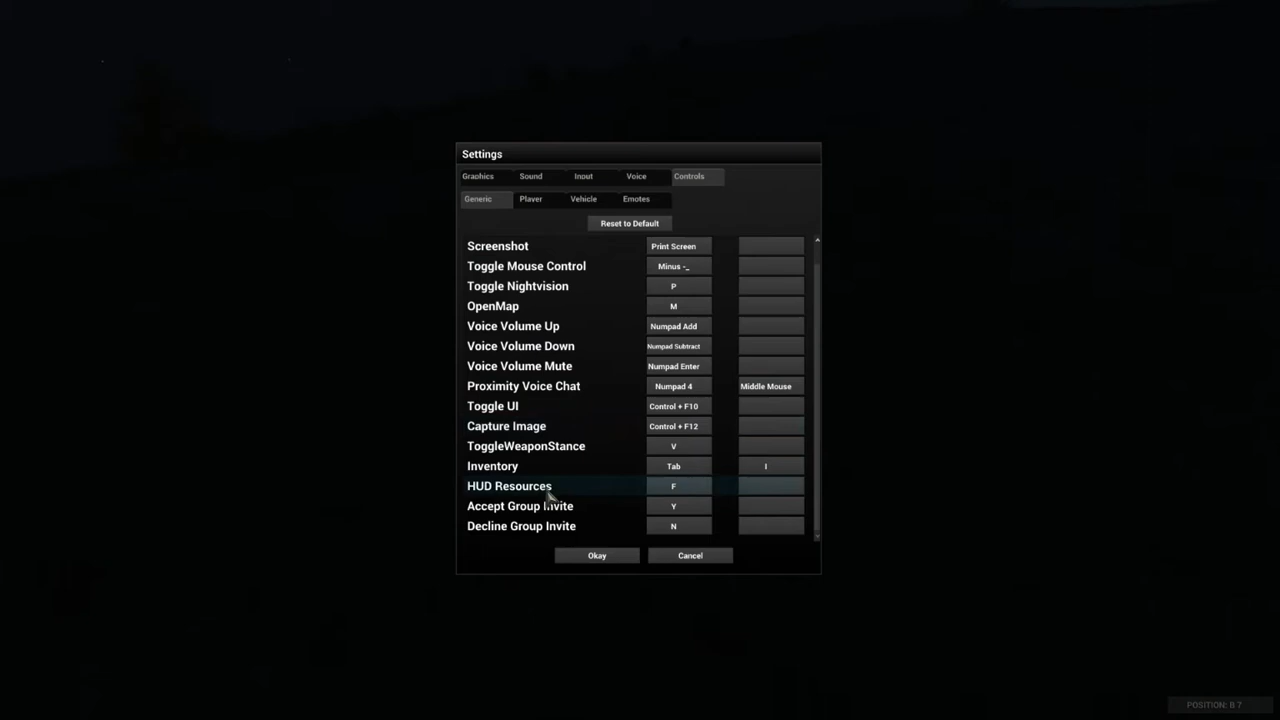 Settings
Graphics Sound Input Voice Controls
Generic Player Vehicle Emotes
Reset to Default
Screenshot Print Screen
Toggle Mouse Control Minus -_
Toggle Nightvision P
OpenMap M
Voice Volume Up Numpad Add
Voice Volume Down Numpad Subtract
Voice Volume Mute Numpad Enter
Proximity Voice Chat Numpad 4 Middle Mouse
Toggle UI Control + F10
Capture Image Control + F12
ToggleWeaponStance V
Inventory Tab I
HUD Resources F
Accept Group Invite Y
Decline Group Invite N
Okay Cancel
POSITION: B 7